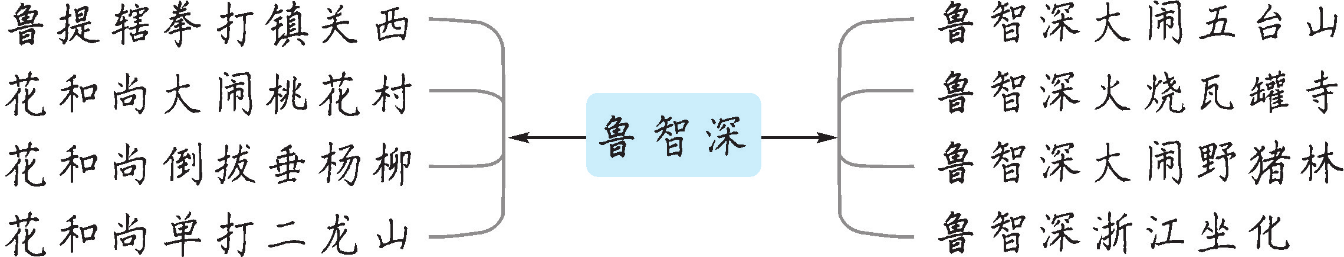 鲁提辖拳打镇关西
花和尚大闹桃花村
花和尚倒拔垂杨柳
花和尚单打二龙山
鲁智深
鲁智深大闹五台山
鲁智深火烧瓦罐寺
鲁智深大闹野猪林
鲁智深浙江坐化